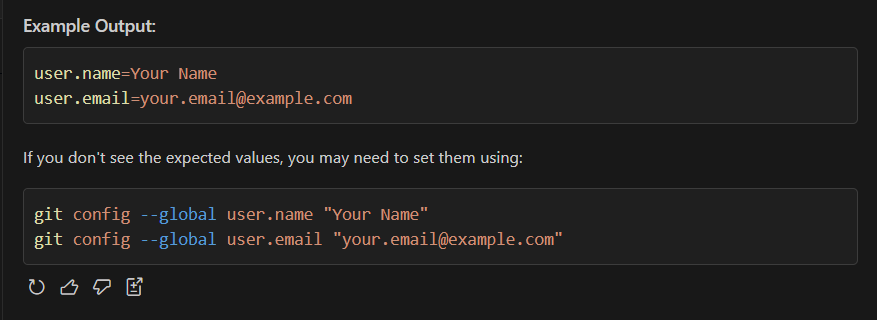 Example Output:
user.name=Your Name
user.email=your.email@example.com
If you don't see the expected values, you may need to set them using:
git config --global user.name "Your Name"
git config --global user.email "your.email@example.com"